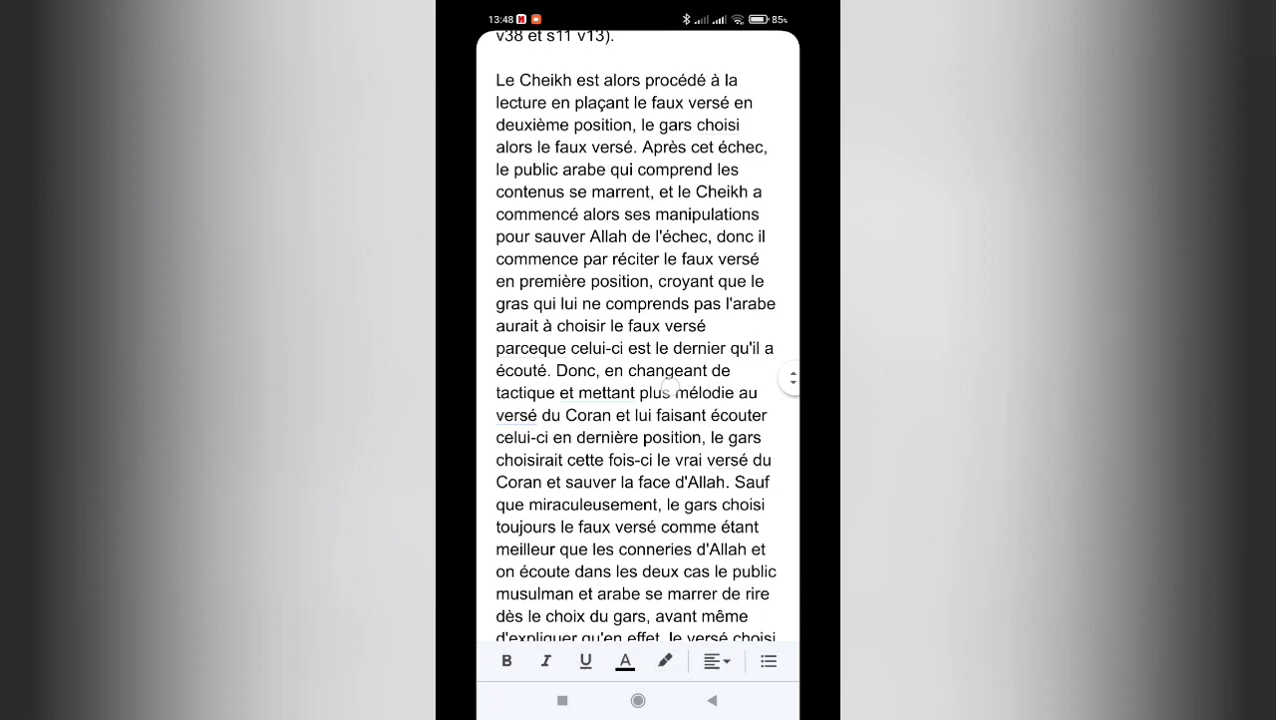 13:48
85%
v38 et s11 v13).
Le Cheikh est alors procédé à la
lecture en plaçant le faux versé en
deuxième position, le gars choisi
alors le faux versé. Après cet échec,
le public arabe qui comprend les
contenus se marrent, et le Cheikh a
commencé alors ses manipulations
pour sauver Allah de l'échec, donc il
commence par réciter le faux versé
en première position, croyant que le
gras qui lui ne comprends pas l'arabe
aurait à choisir le faux versé
parceque celui-ci est le dernier qu'il a
écouté. Donc, en changeant de
tactique et mettant plus mélodie au
versé du Coran et lui faisant écouter
celui-ci en dernière position, le gars
choisirait cette fois-ci le vrai versé du
Coran et sauver la face d'Allah. Sauf
que miraculeusement, le gars choisi
toujours le faux versé comme étant
meilleur que les conneries d'Allah et
on écoute dans les deux cas le public
musulman et arabe se marrer de rire
dès le choix du gars, avant même
d'expliquer qu'en effet, le versé choisi
B I U A